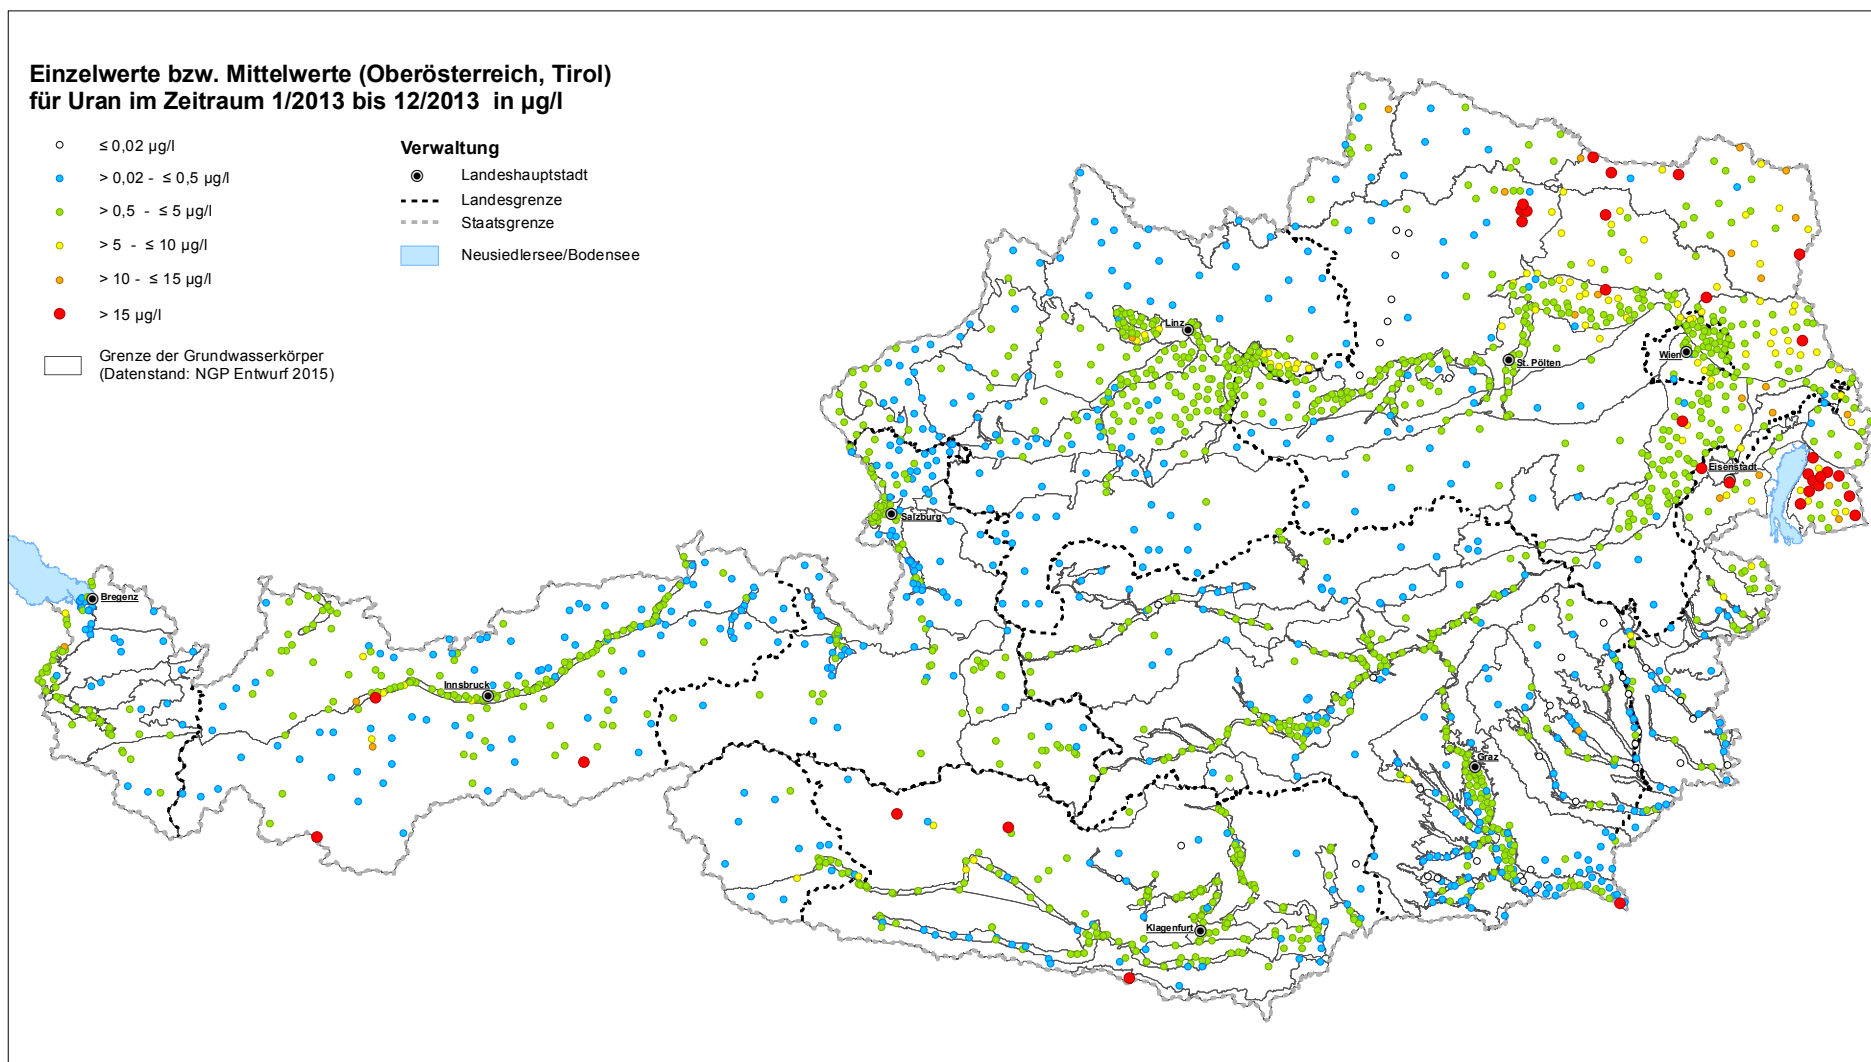 Einzelwerte bzw. Mittelwerte (Oberösterreich, Tirol)
für Uran im Zeitraum 1/2013 bis 12/2013 in µg/l
≤ 0,02 µg/l
> 0,02 - ≤ 0,5 µg/l
> 0,5 - ≤ 5 µg/l
> 5 - ≤ 10 µg/l
> 10 - ≤ 15 µg/l
> 15 µg/l
Grenze der Grundwasserkörper
(Datenstand: NGP Entwurf 2015)
Verwaltung
Landeshauptstadt
Landesgrenze
Staatsgrenze
Neusiedlersee/Bodensee
Linz
St. Pölten
Wien
Eisenstadt
Salzburg
Bregenz
Innsbruck
Graz
Klagenfurt